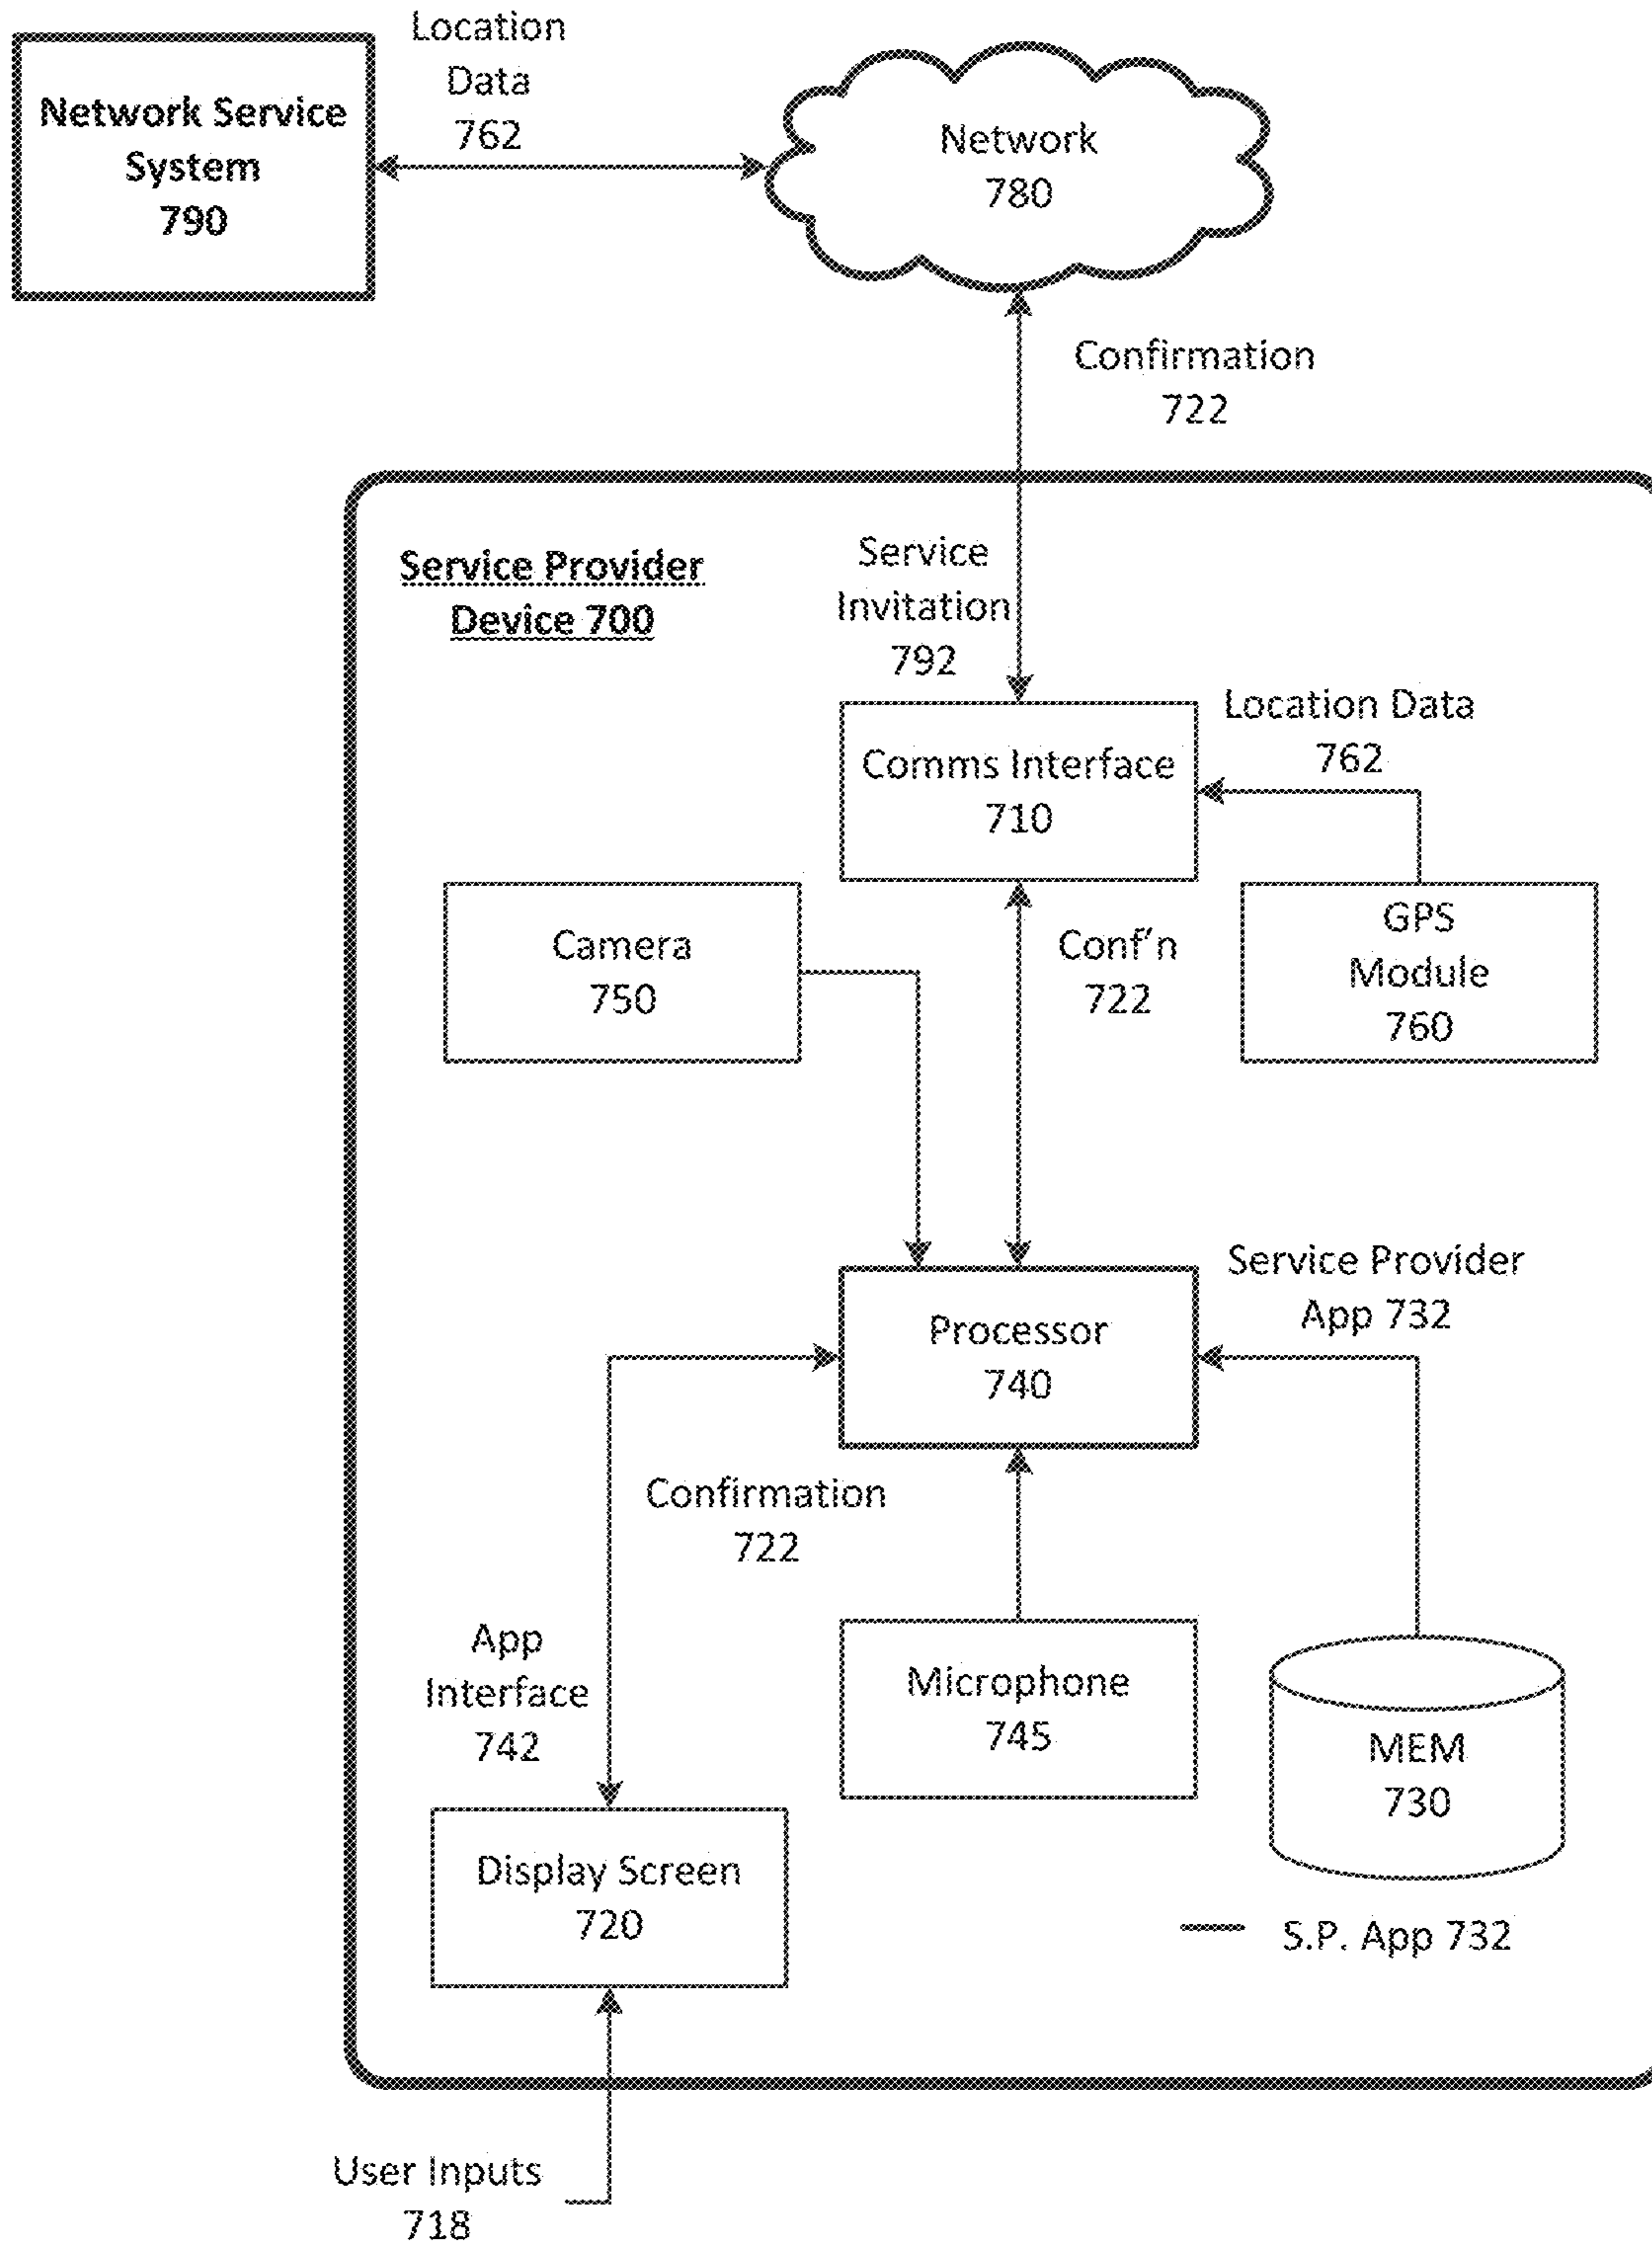 Location
Data
762
Network Service
System
790
Network
780
Confirmation
722
Service Provider
Device 700
Service
Invitation
792
Location Data
762
Comms Interface
710
Camera
750
Conf'n
722
GPS
Module
760
Service Provider
App 732
Processor
740
Confirmation
722
App
Interface
742
Microphone
745
MEM
730
Display Screen
720
S.P. App 732
User Inputs
718